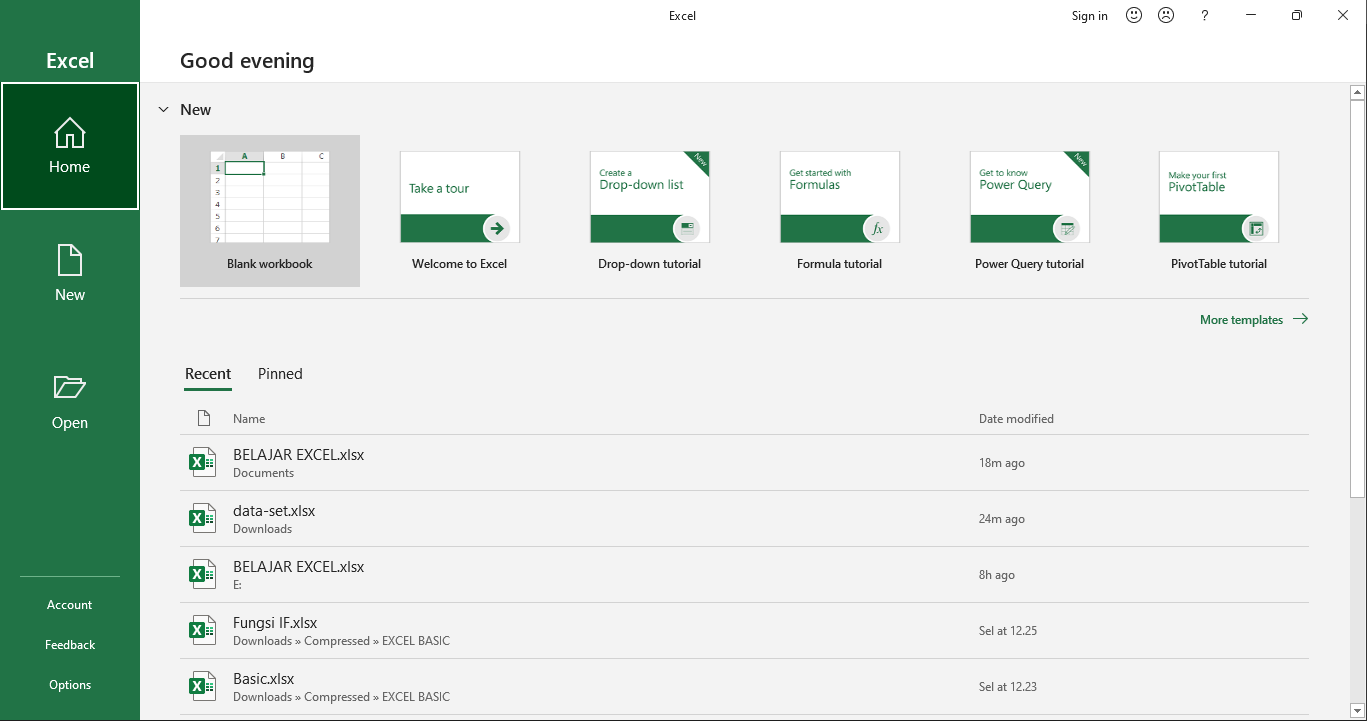 Excel
Sign in
?
Excel
Good evening
Home
New
Open
Account
Feedback
Options
New
A B C
1
2
3
4
5
6
7
Blank workbook
Take a tour
Welcome to Excel
Create a
Drop-down list
New
Drop-down tutorial
Get started with
Formulas
fx
Formula tutorial
Get to know
Power Query
New
Power Query tutorial
Make your first
PivotTable
PivotTable tutorial
More templates
Recent Pinned
Name Date modified
BELAJAR EXCEL.xlsx
Documents
18m ago
data-set.xlsx
Downloads
24m ago
BELAJAR EXCEL.xlsx
E:
8h ago
Fungsi IF.xlsx
Downloads » Compressed » EXCEL BASIC
Sel at 12.25
Basic.xlsx
Downloads » Compressed » EXCEL BASIC
Sel at 12.23